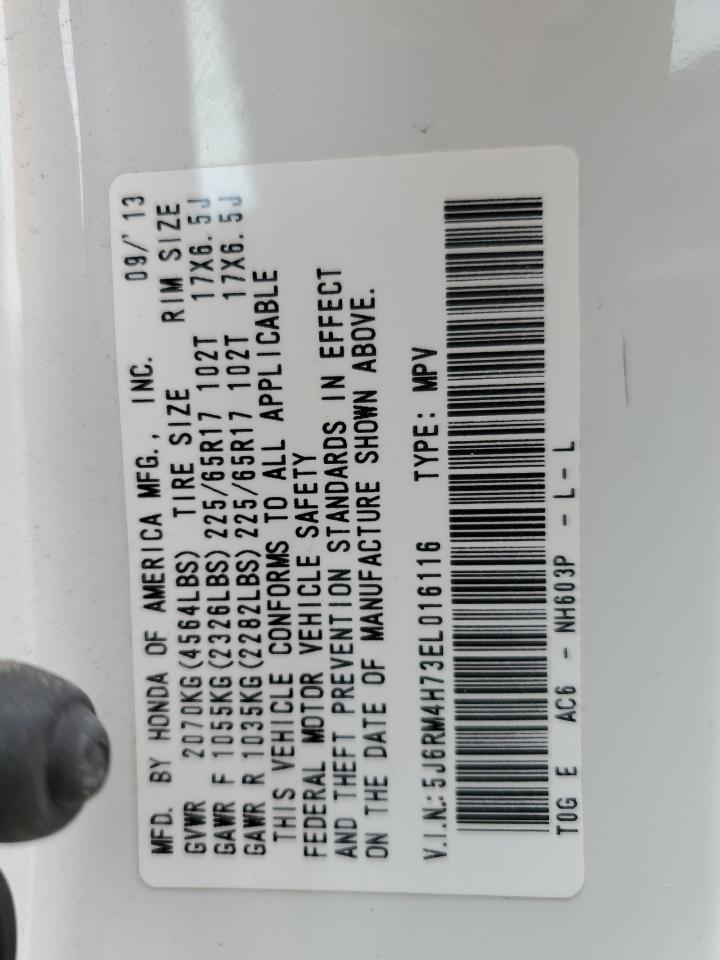 MFD. BY HONDA OF AMERICA MFG., INC. 09/'13
GVWR 2070KG(4564LBS) TIRE SIZE RIM SIZE
GAWR F 1055KG(2326LBS) 225/65R17 102T 17X6.5J
GAWR R 1035KG(2282LBS) 225/65R17 102T 17X6.5J
THIS VEHICLE CONFORMS TO ALL APPLICABLE
FEDERAL MOTOR VEHICLE SAFETY
AND THEFT PREVENTION STANDARDS IN EFFECT
ON THE DATE OF MANUFACTURE SHOWN ABOVE.
V.I.N.: 5J6RM4H73EL016116 TYPE: MPV
T0G E AC6 - NH603P - L - L